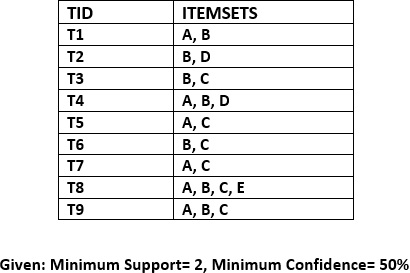 TID ITEMSETS
T1 A, B
T2 B, D
T3 B, C
T4 A, B, D
T5 A, C
T6 B, C
T7 A, C
T8 A, B, C, E
T9 A, B, C
Given: Minimum Support= 2, Minimum Confidence= 50%